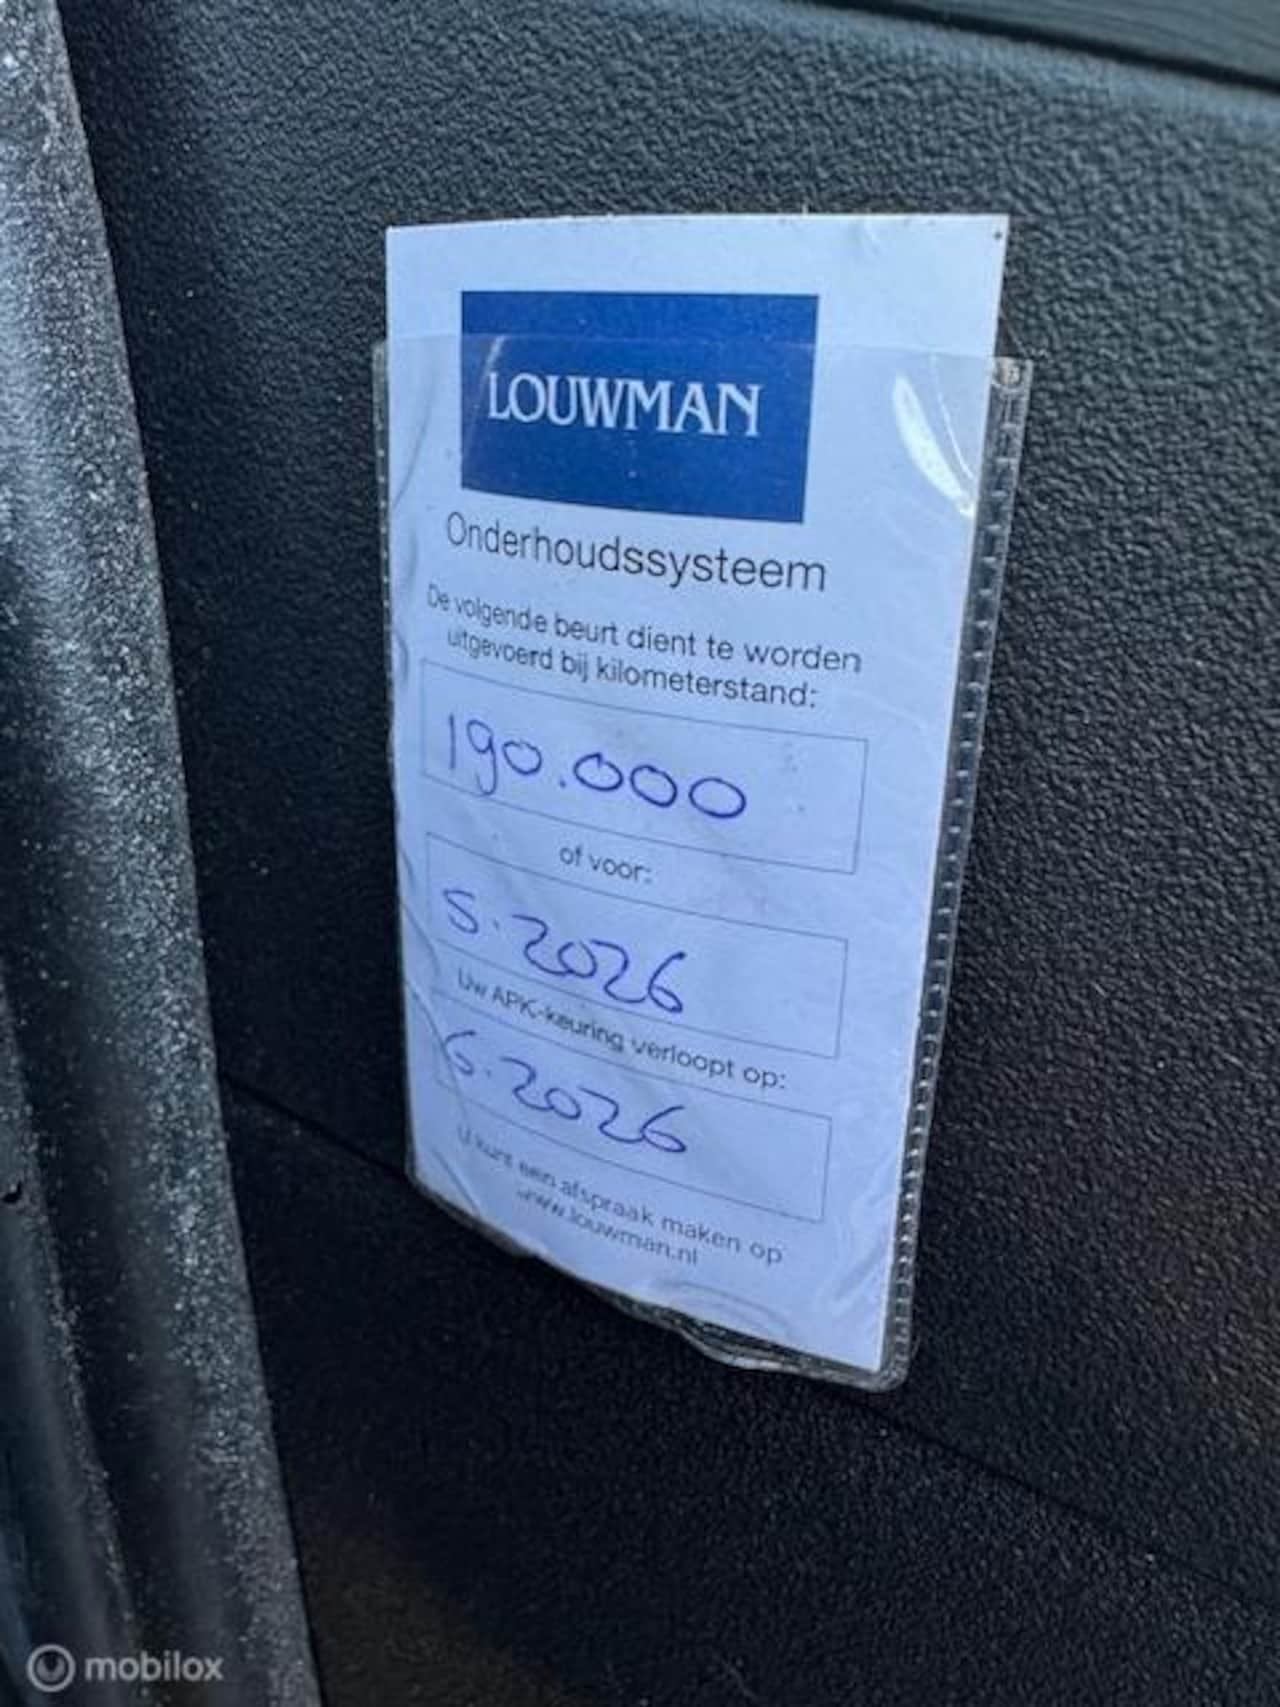 LOUWMAN
Onderhoudssysteem
De volgende beurt dient te worden
uitgevoerd bij kilometerstand:
190.000
of voor:
5.2026
Uw APK-keuring verloopt op:
6.2026
U kunt een afspraak maken op
www.louwman.nl
mobilox